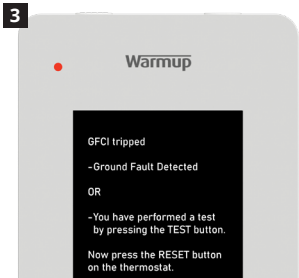 3
Warmup
GFCI tripped
-Ground Fault Detected
OR
-You have performed a test
by pressing the TEST button.
Now press the RESET button
on the thermostat.